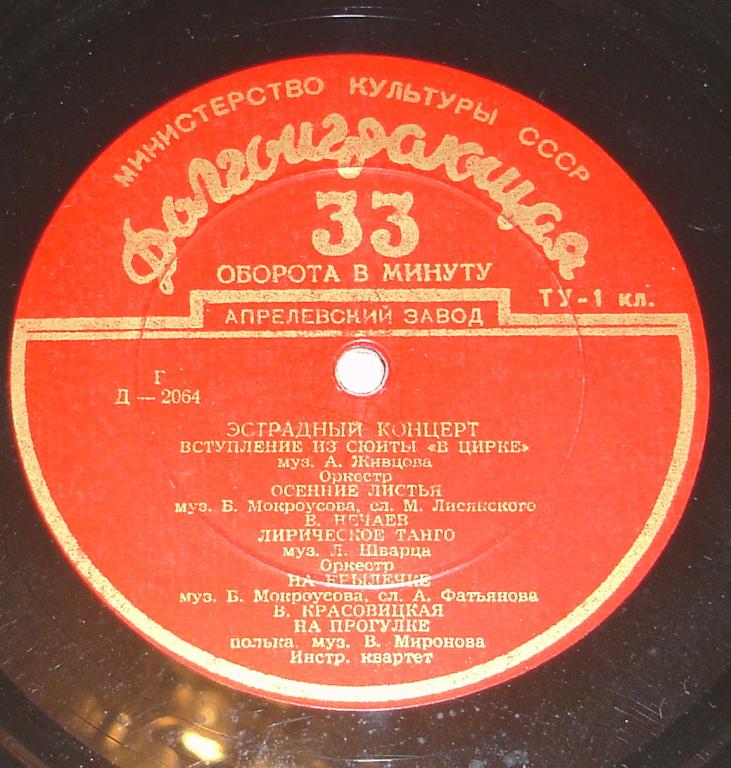 МИНИСТЕРСТВО КУЛЬТУРЫ СССР
Долгоиграющая
33
ОБОРОТА В МИНУТУ
ТУ-1 кл.
АПРЕЛЕВСКИЙ ЗАВОД
Г
Д — 2064
ЭСТРАДНЫЙ КОНЦЕРТ
ВСТУПЛЕНИЕ ИЗ СЮИТЫ «В ЦИРКЕ»
муз. А. Живцова
Оркестр
ОСЕННИЕ ЛИСТЬЯ
муз. Б. Мокроусова, сл. М. Лисянского
В. НЕЧАЕВ
ЛИРИЧЕСКОЕ ТАНГО
муз. Л. Шварца
Оркестр
НА КРЫЛЕЧКЕ
муз. Б. Мокроусова, сл. А. Фатьянова
В. КРАСОВИЦКАЯ
НА ПРОГУЛКЕ
полька, муз. В. Миронова
Инстр. квартет